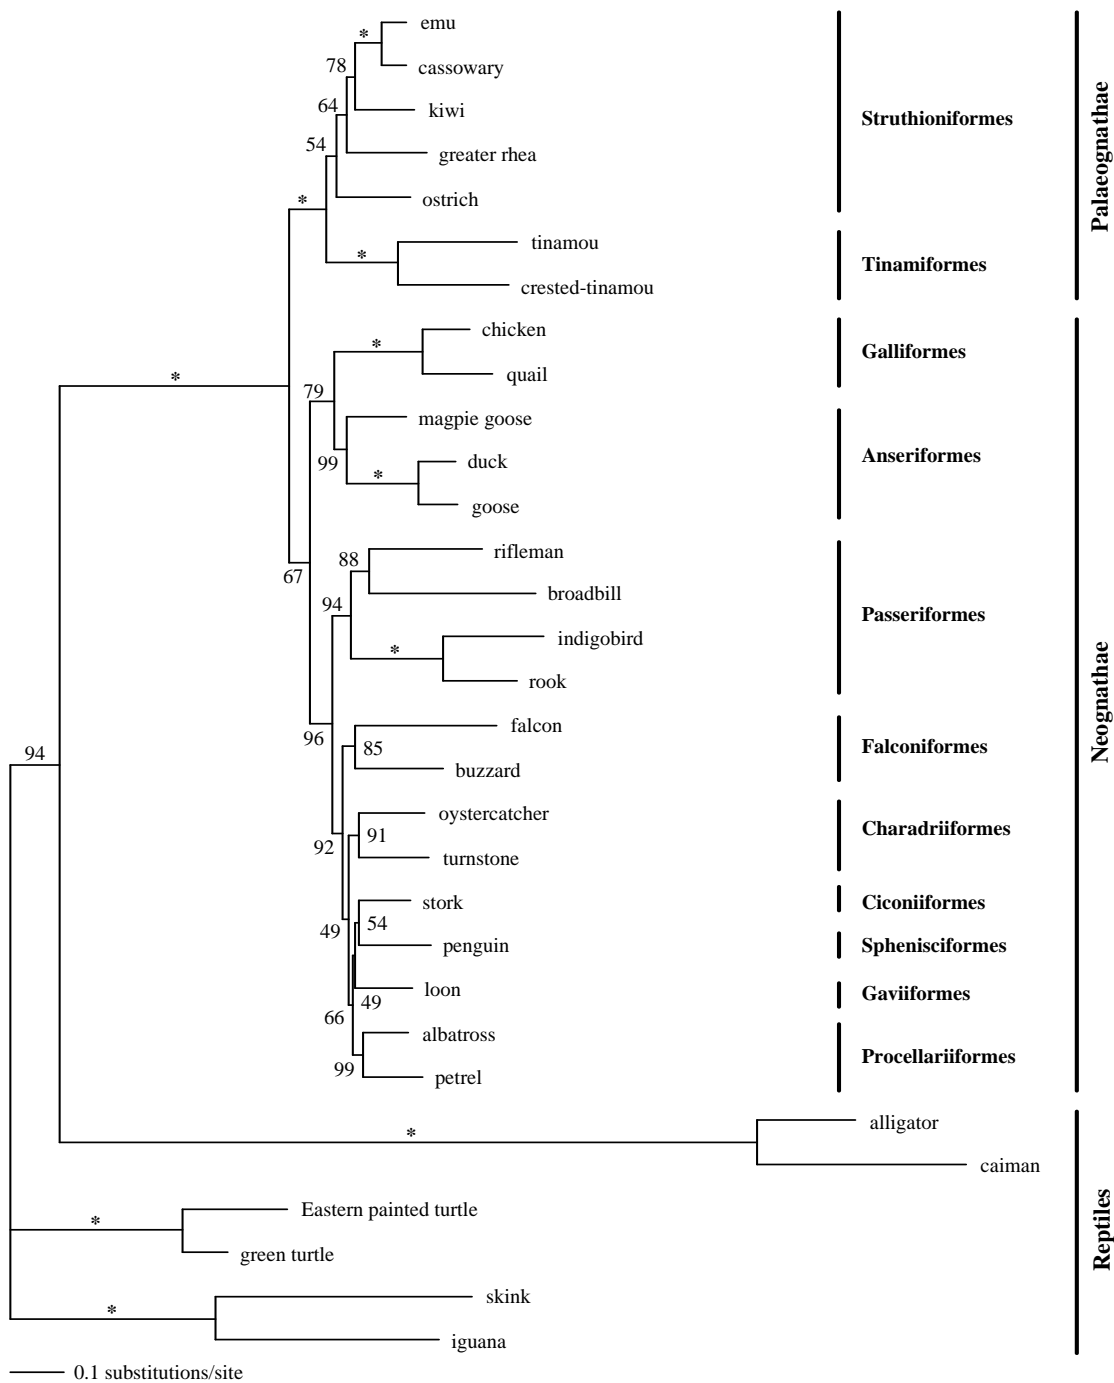 emu
*
78
cassowary
64
kiwi
Struthioniformes
54
greater rhea
Palaeognathae
*
ostrich
tinamou
*
Tinamiformes
crested-tinamou
chicken
*
Galliformes
quail
*
79
magpie goose
Anseriformes
99
duck
*
goose
88
rifleman
67
broadbill
94
Passeriformes
indigobird
*
rook
Neognathae
falcon
96
85
Falconiformes
buzzard
94
oystercatcher
91
Charadriiformes
92
turnstone
stork
Ciconiiformes
49
54
penguin
Sphenisciformes
loon
Gaviiformes
49
66
albatross
Procellariiformes
99
petrel
alligator
*
caiman
Eastern painted turtle
*
green turtle
Reptiles
skink
*
iguana
0.1 substitutions/site